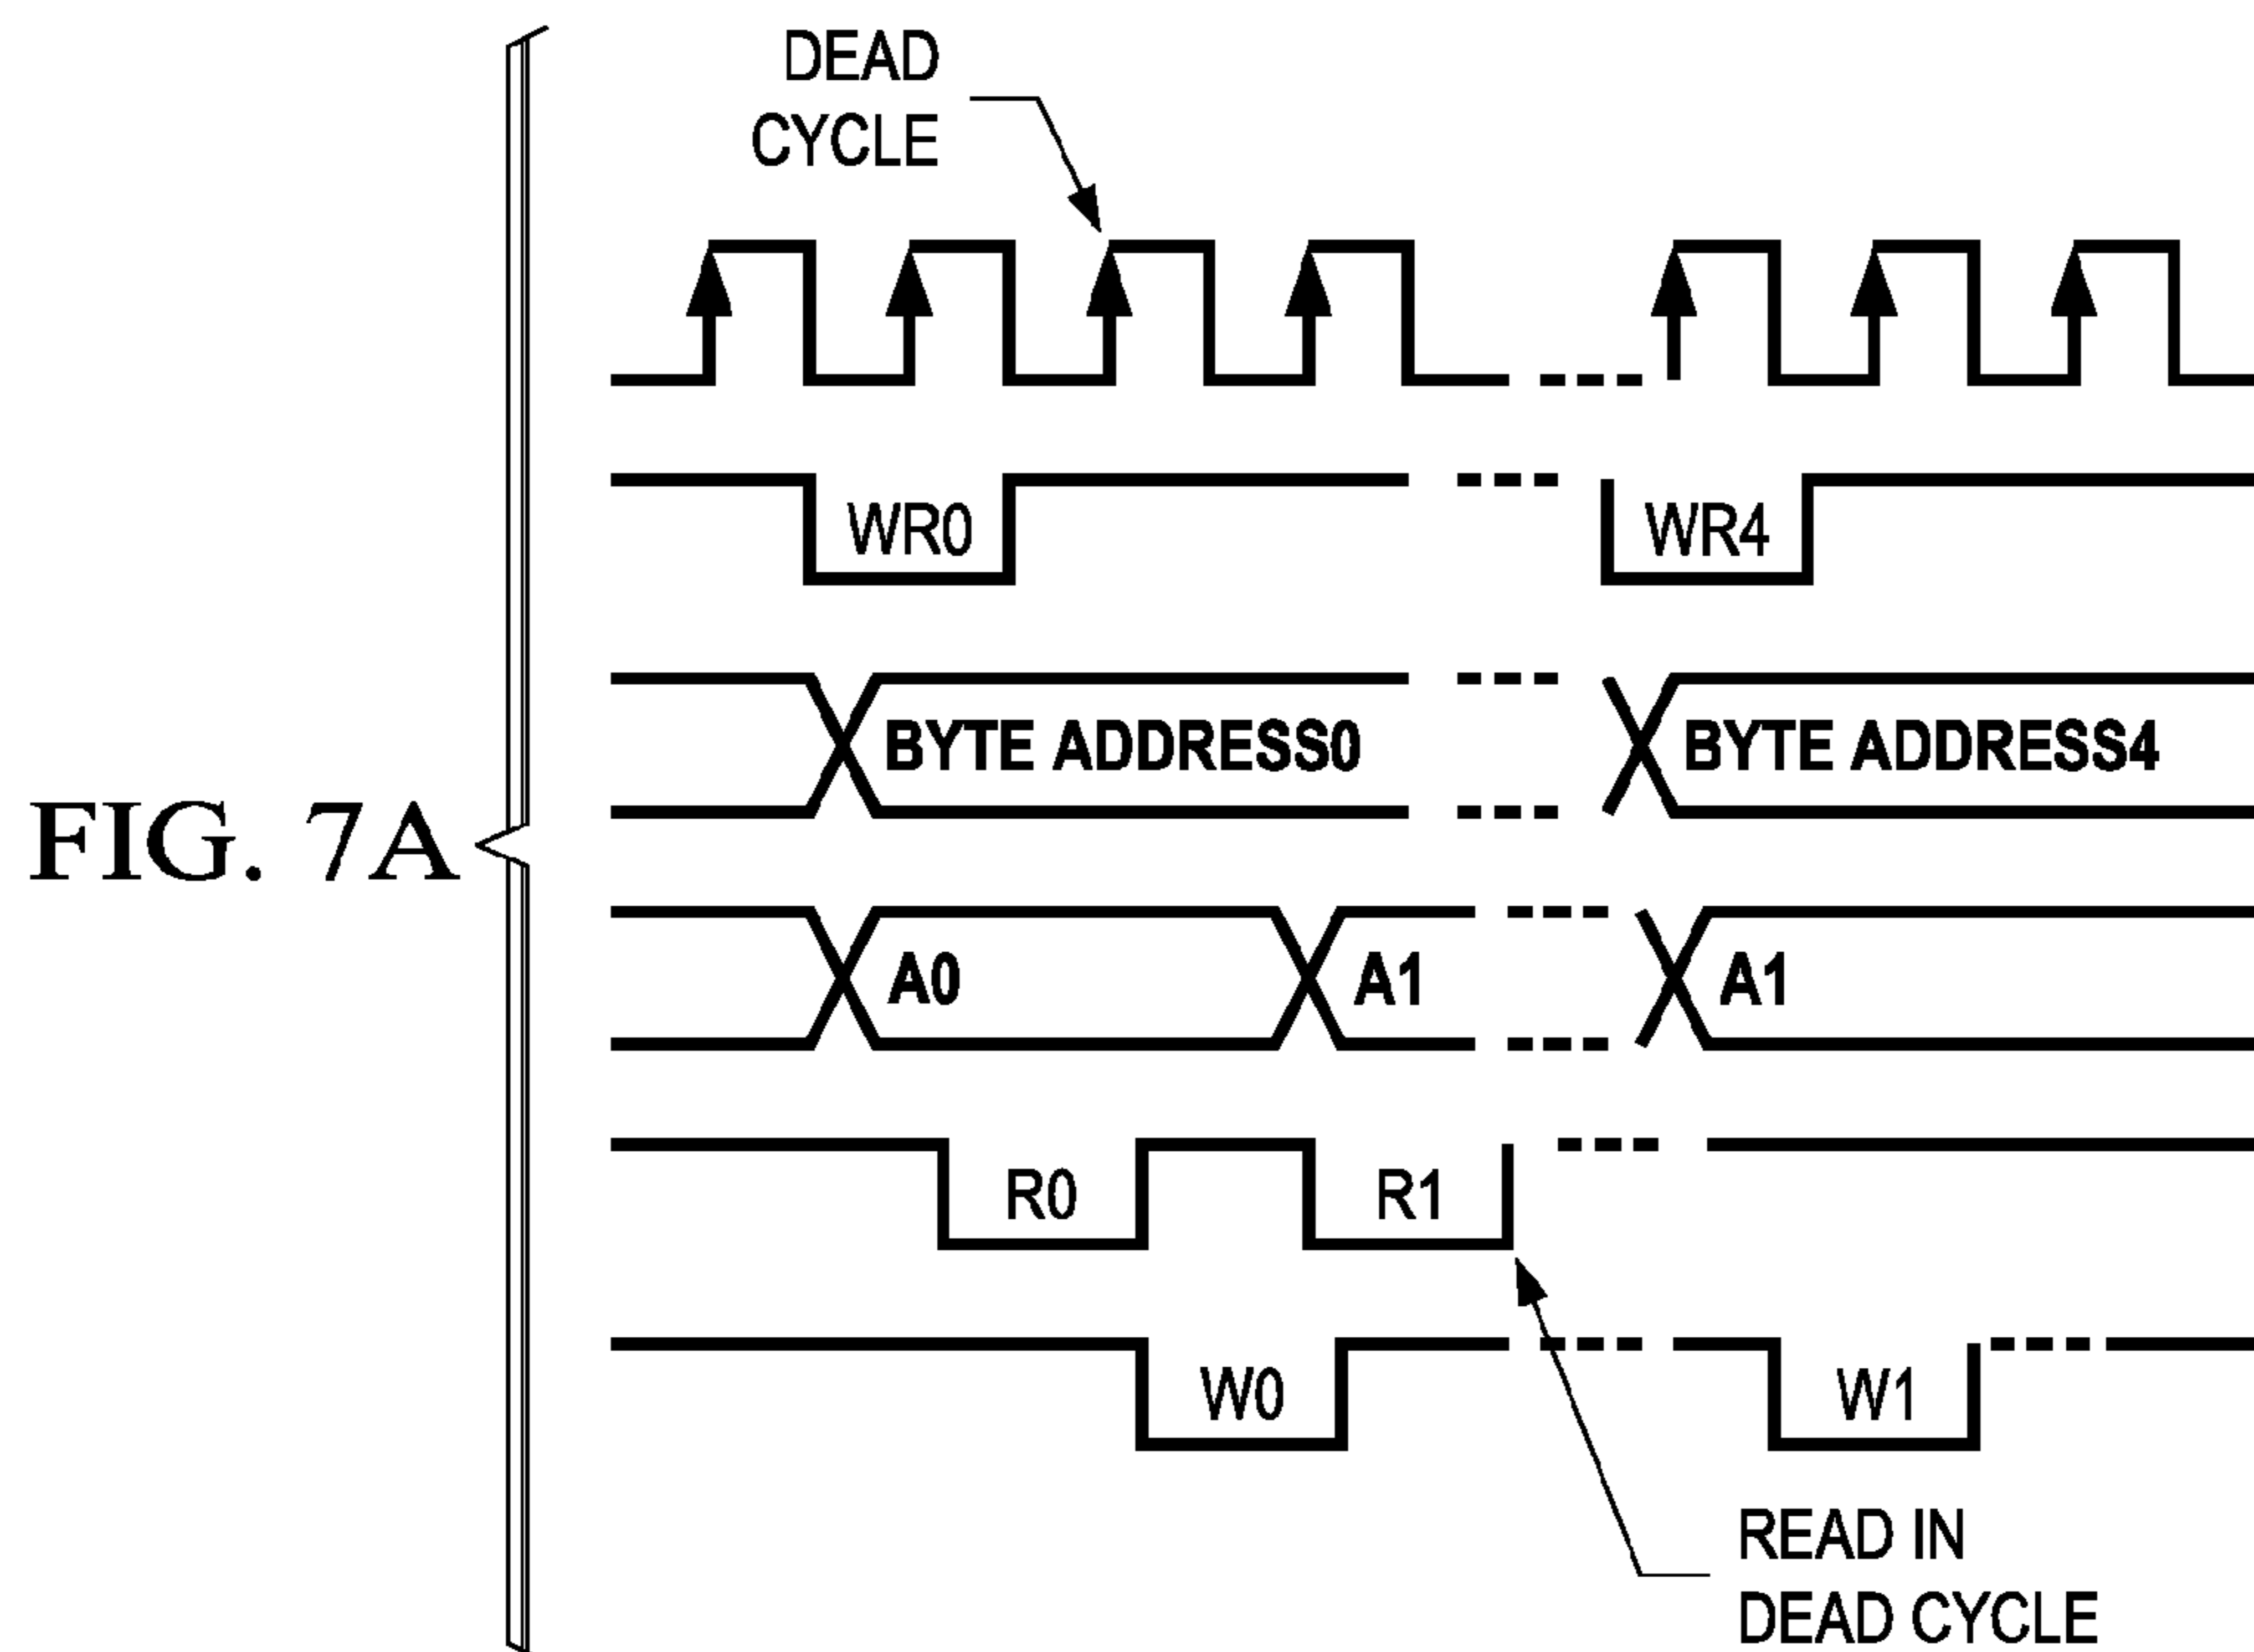 DEAD
CYCLE
WR0
WR4
BYTE ADDRESS0
BYTE ADDRESS4
FIG. 7A
A0
A1
A1
R0
R1
W0
W1
READ IN
DEAD CYCLE